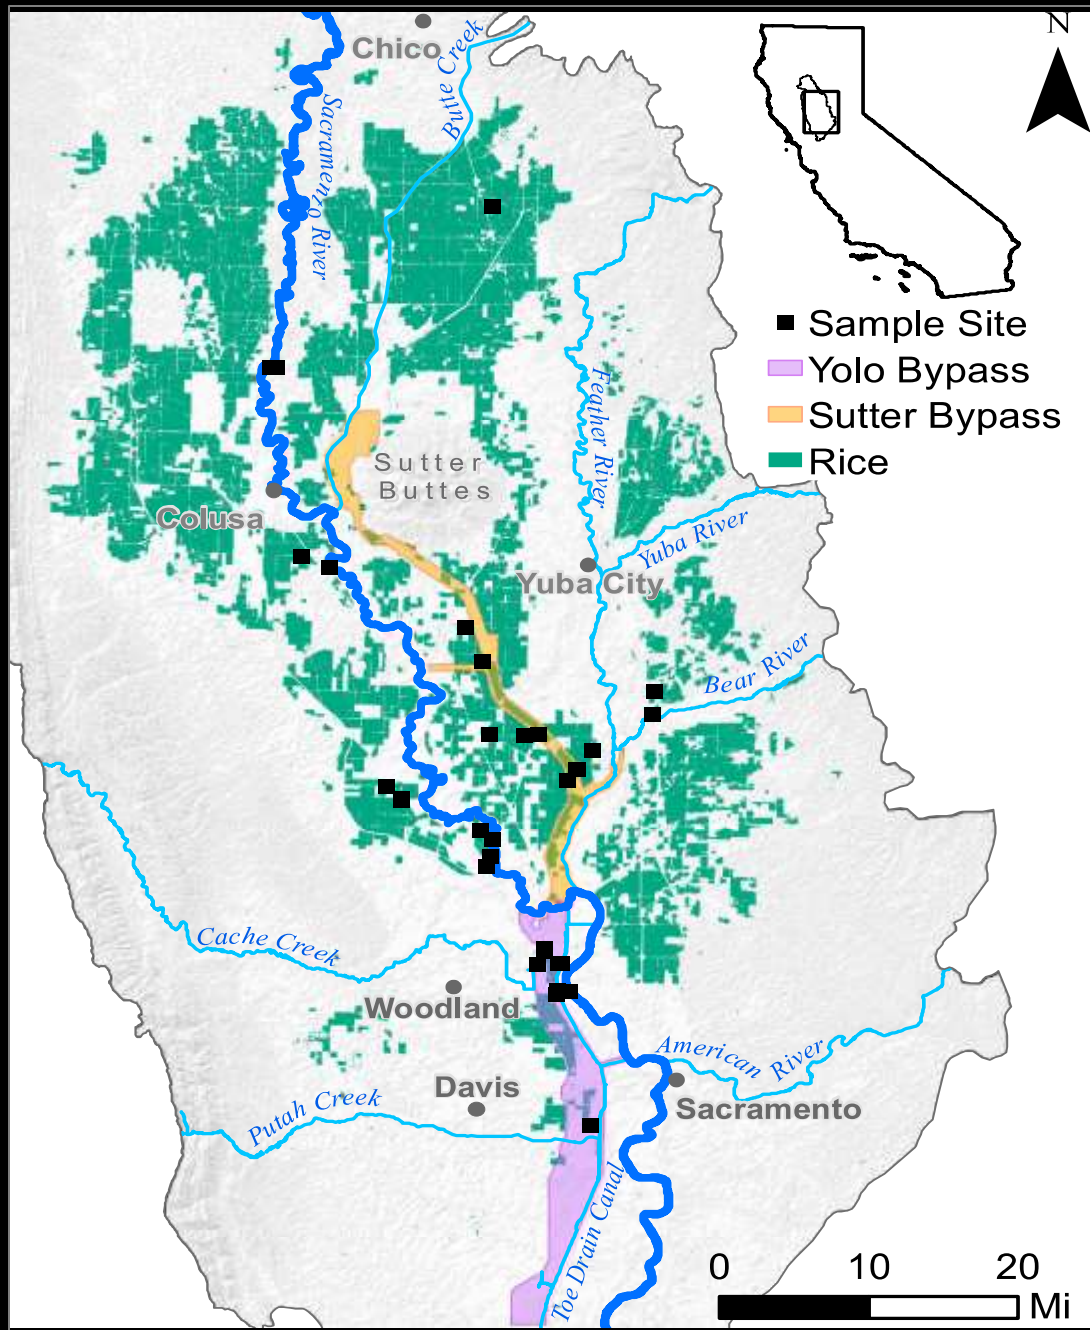 N
Chico
Butte Creek
Sacramento River
Sample Site
Yolo Bypass
Sutter Bypass
Rice
Feather River
Sutter
Buttes
Colusa
Yuba River
Yuba City
Bear River
Cache Creek
Woodland
American River
Davis
Sacramento
Putah Creek
Toe Drain Canal
0 10 20
Mi